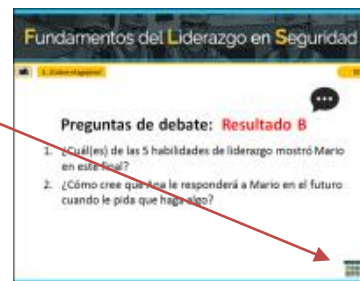 Fundamentos del Liderazgo en Seguridad
Preguntas de debate: Resultado B
1. ¿Cuál(es) de las 5 habilidades de liderazgo mostró Mario
en este final?
2. ¿Cómo cree que Ana le responderá a Mario en el futuro
cuando le pida que haga algo?